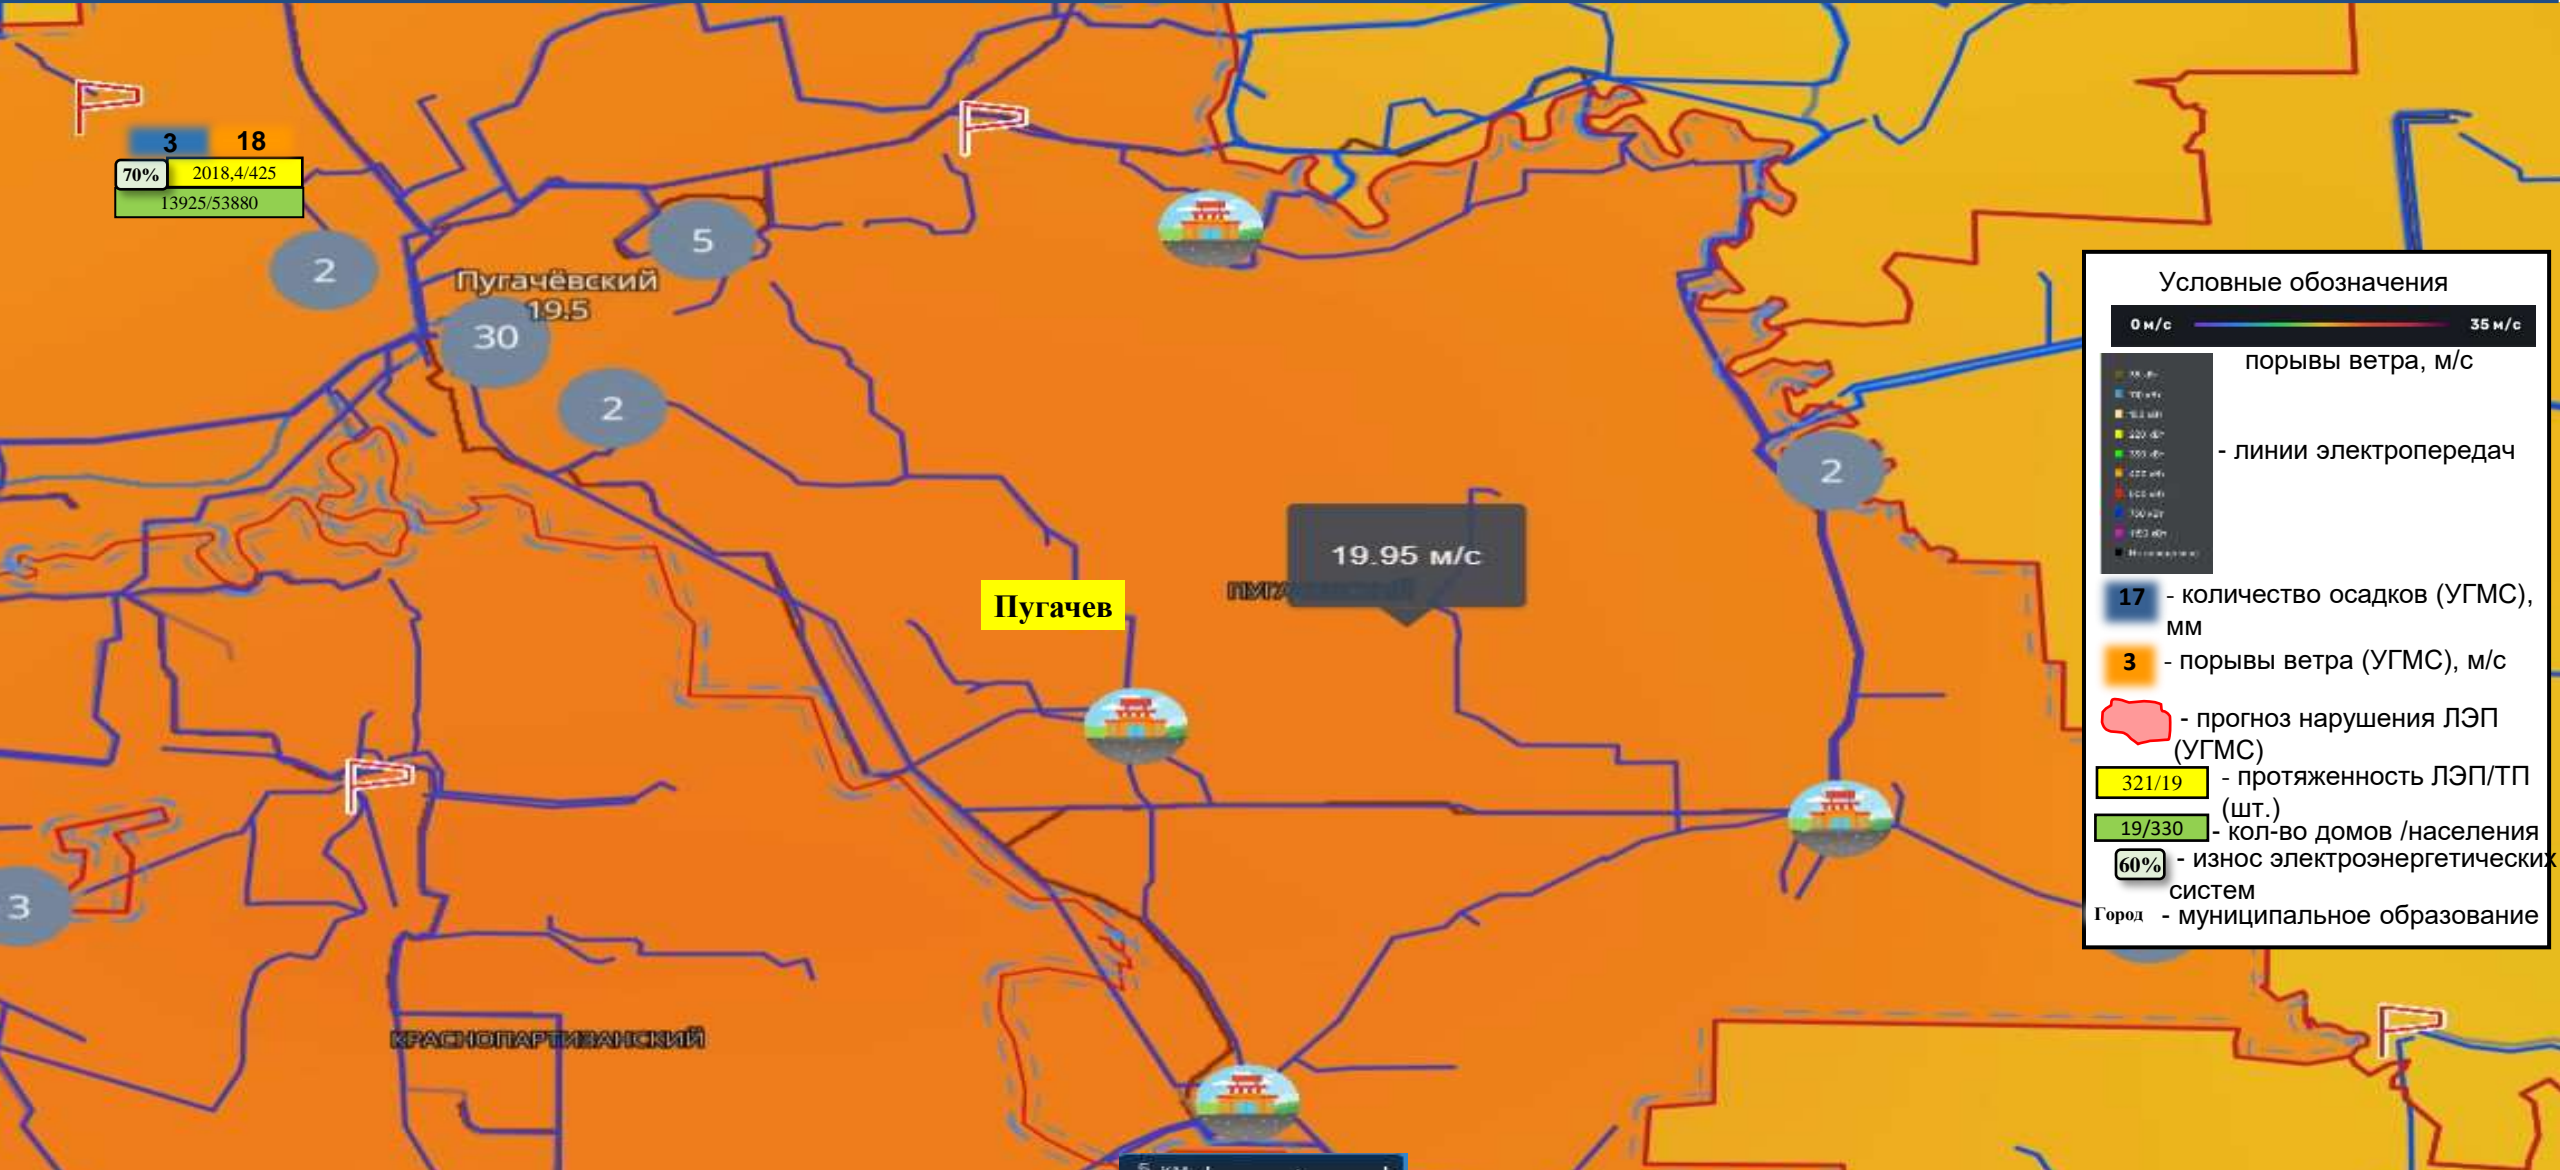 3 18
70% 2018,4/425
13925/53880
2
5
Пугачёвский
19.5
30
2
2
19.95 м/с
Пугачев
3
КРАСНОПАРТИЗАНСКИЙ
Условные обозначения
0 м/с 35 м/с
порывы ветра, м/с
- линии электропередач
17 - количество осадков (УГМС),
мм
3 - порывы ветра (УГМС), м/с
- прогноз нарушения ЛЭП
(УГМС)
321/19 - протяженность ЛЭП/ТП
(шт.)
19/330 - кол-во домов /населения
60% - износ электроэнергетических
систем
Город - муниципальное образование